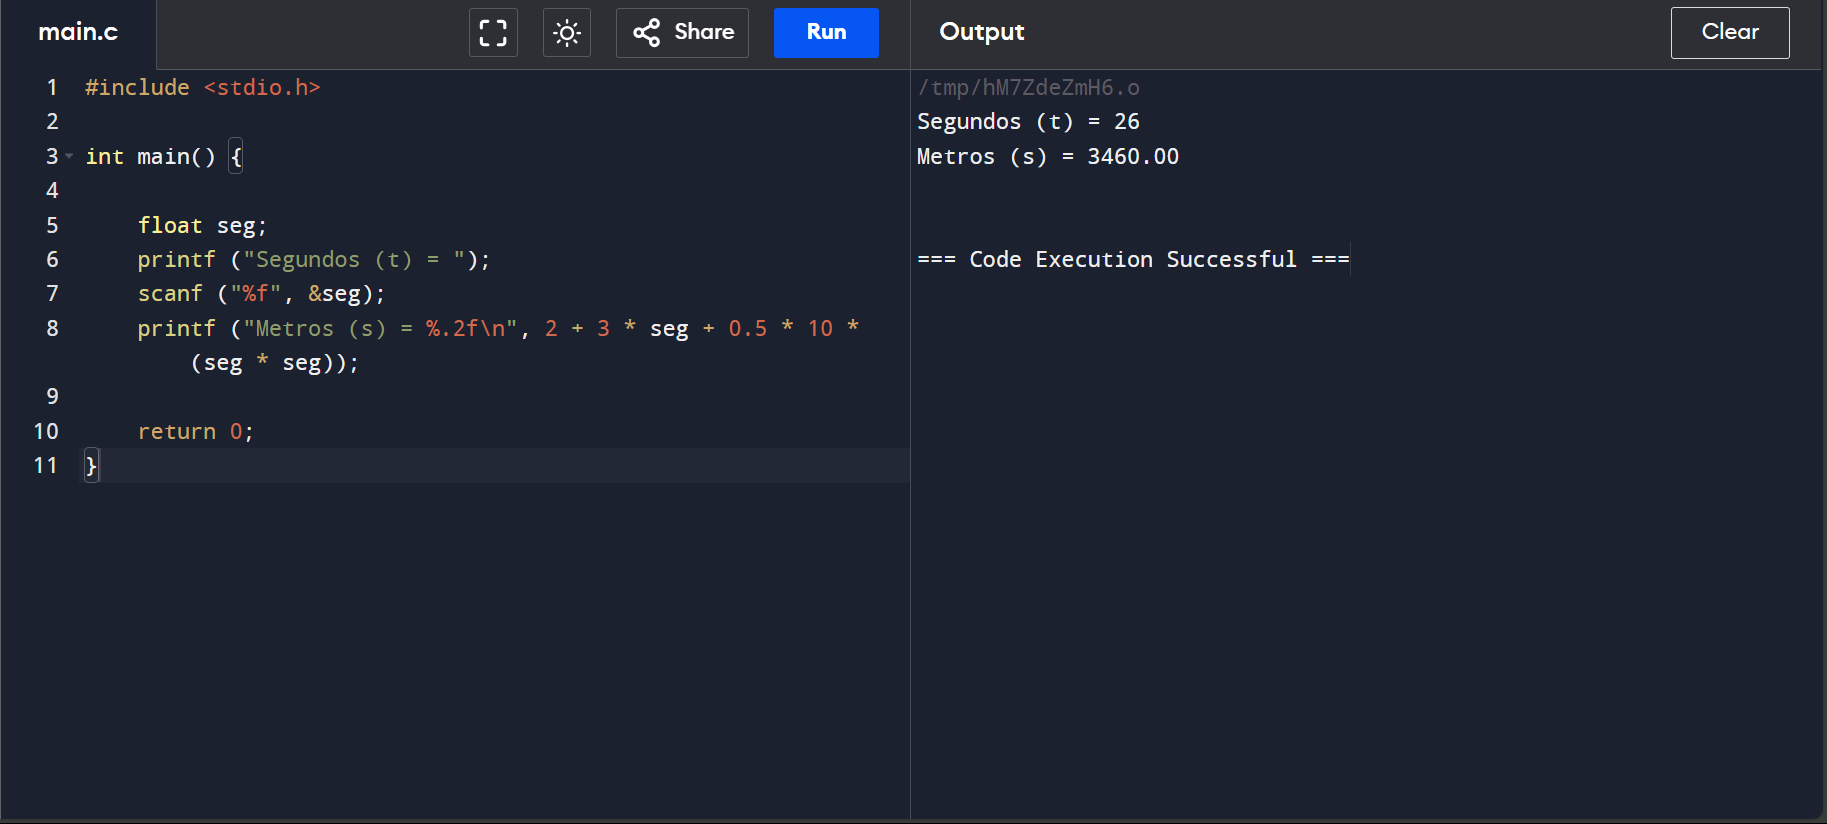 main.c
Share
Run
Output
Clear
1 #include <stdio.h>
2
3 int main() {
4
5     float seg;
6     printf ("Segundos (t) = ");
7     scanf ("%f", &seg);
8     printf ("Metros (s) = %.2f\n", 2 + 3 * seg + 0.5 * 10 *
        (seg * seg));
9
10     return 0;
11 }
/tmp/hM7ZdeZmH6.o
Segundos (t) = 26
Metros (s) = 3460.00
=== Code Execution Successful ===